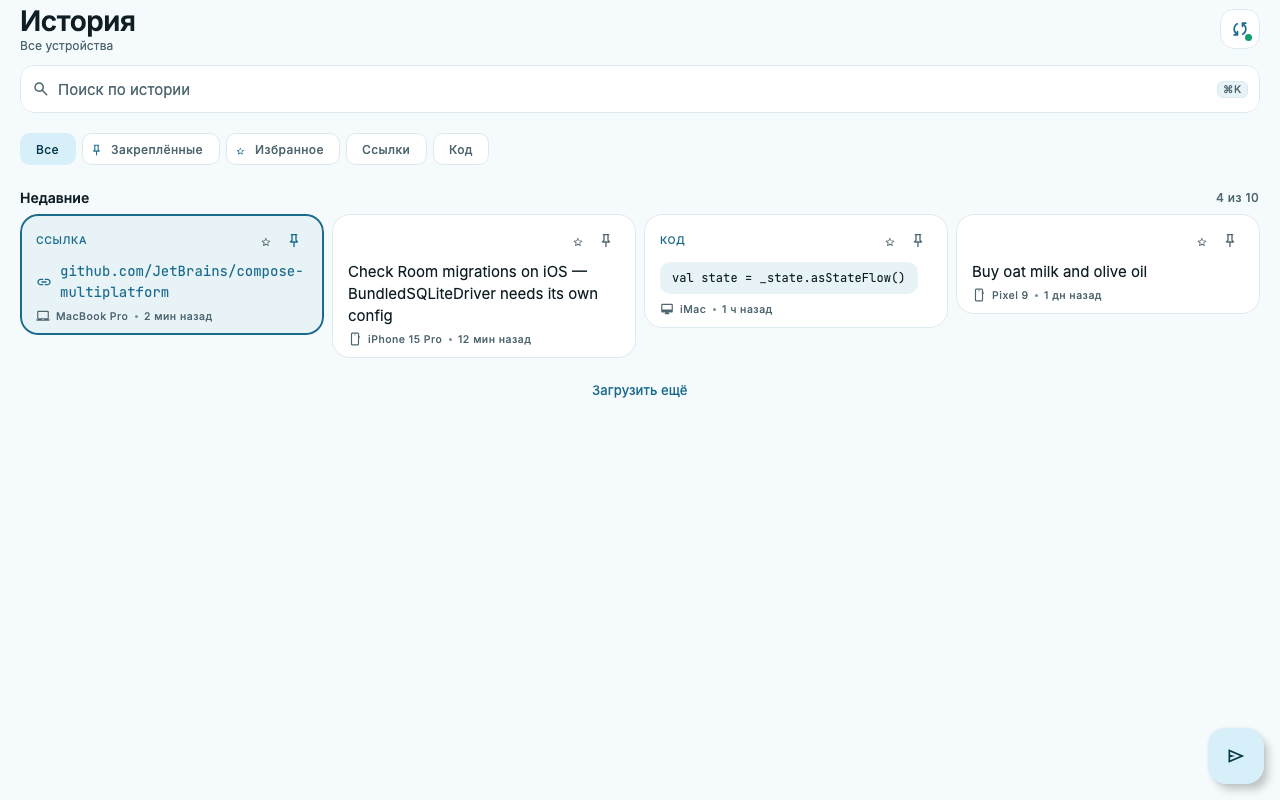 История
Все устройства
Поиск по истории
⌘K
Все
Закреплённые
Избранное
Ссылки
Код
Недавние
4 из 10
ССЫЛКА
github.com/JetBrains/compose-
multiplatform
MacBook Pro • 2 мин назад
Check Room migrations on iOS —
BundledSQLiteDriver needs its own
config
iPhone 15 Pro • 12 мин назад
КОД
val state = _state.asStateFlow()
iMac • 1 ч назад
Buy oat milk and olive oil
Pixel 9 • 1 дн назад
Загрузить ещё